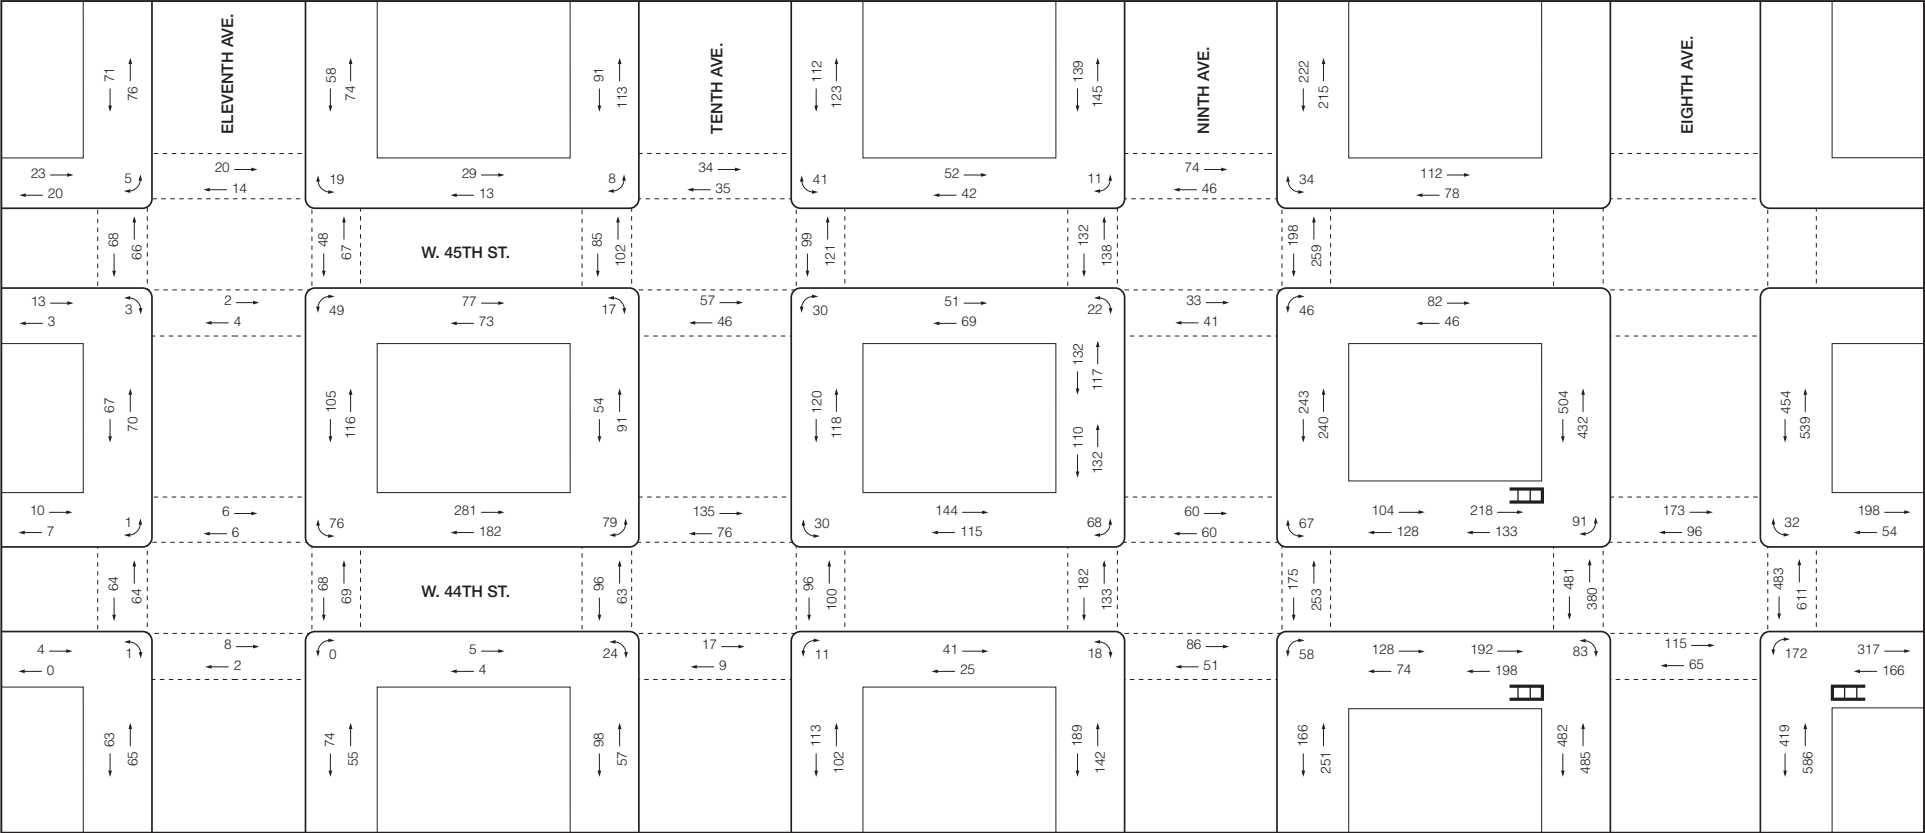 ELEVENTH AVE.
TENTH AVE.
NINTH AVE.
EIGHTH AVE.
71 76 58 74 91 113 112 123 139 145 222 215
23 20 29 34 52 74 112
20 5 14 19 13 8 35 41 42 11 46 34 78
68 66 48 67 85 102 99 121 132 138 198 259
W. 45TH ST.
13 2 77 57 51 33 82
3 3 4 49 73 17 46 30 69 22 41 46 46
132 117
67 70 105 116 54 91 120 118 243 240 504 432 454 539
110 132
10 6 281 135 144 60 104 218 173 198
7 1 6 76 182 79 76 30 115 68 60 67 128 133 91 96 32 54
64 64 68 69 96 63 96 100 182 133 175 253 481 380 483 611
W. 44TH ST.
4 8 5 17 41 86 128 192 115 317
0 1 2 0 4 24 9 11 25 18 51 58 74 198 83 65 172 166
63 65 74 55 98 57 113 102 189 142 166 251 482 485 419 586